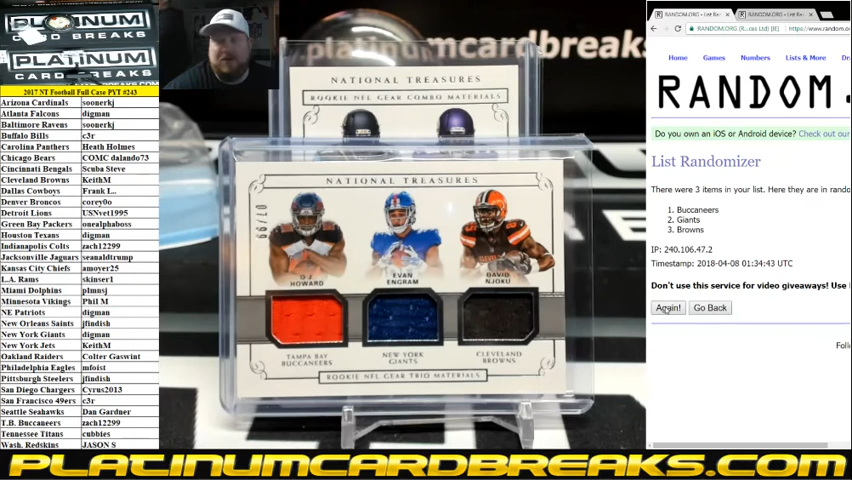 PLATINUM
CARD BREAKS
PLATINUM
CARD BREAKS
2017 NT Football Full Case PYT #243
Arizona Cardinals soonerkj
Atlanta Falcons digman
Baltimore Ravens soonerkj
Buffalo Bills c3r
Carolina Panthers Heath Holmes
Chicago Bears COMC dalando73
Cincinnati Bengals Scuba Steve
Cleveland Browns KeithM
Dallas Cowboys Frank L..
Denver Broncos corey0o
Detroit Lions USNvet1995
Green Bay Packers onealphaboss
Houston Texans digman
Indianapolis Colts zach12299
Jacksonville Jaguars seanaldtrump
Kansas City Chiefs amoyer25
L.A. Rams skinser1
Miami Dolphins plmnsj
Minnesota Vikings Phil M
NE Patriots digman
New Orleans Saints jfindish
New York Giants digman
New York Jets KeithM
Oakland Raiders Colter Gaswint
Philadelphia Eagles mfoist
Pittsburgh Steelers jfindish
San Diego Chargers Cyrus2013
San Francisco 49ers c3r
Seattle Seahawks Dan Gardner
T.B. Buccaneers zach12299
Tennessee Titans cubbies
Wash. Redskins JASON S
platinumcardbreaks.com
NATIONAL TREASURES
ROOKIE NFL GEAR COMBO MATERIALS
NATIONAL TREASURES
07/99
O.J. HOWARD
EVAN ENGRAM
DAVID NJOKU
TAMPA BAY BUCCANEERS
NEW YORK GIANTS
CLEVELAND BROWNS
ROOKIE NFL GEAR TRIO MATERIALS
RANDOM.ORG
https://www.random.o
Home Games Numbers Lists & More
RANDOM.
Do you own an iOS or Android device? Check out our
List Randomizer
There were 3 items in your list. Here they are in rando
1. Buccaneers
2. Giants
3. Browns
IP: 240.106.47.2
Timestamp: 2018-04-08 01:34:43 UTC
Don't use this service for video giveaways! Use
Again! Go Back
Follo
PLATINUMCARDBREAKS.COM